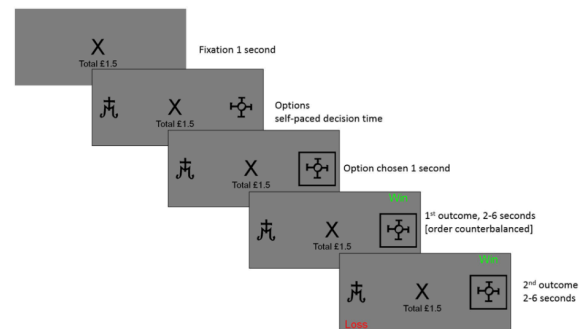 X
Total £1.5
Fixation 1 second
X
Total £1.5
Options
self-paced decision time
X
Total £1.5
Option chosen 1 second
Win
X
Total £1.5
1st outcome, 2-6 seconds
[order counterbalanced]
Win
X
Total £1.5
Loss
2nd outcome
2-6 seconds